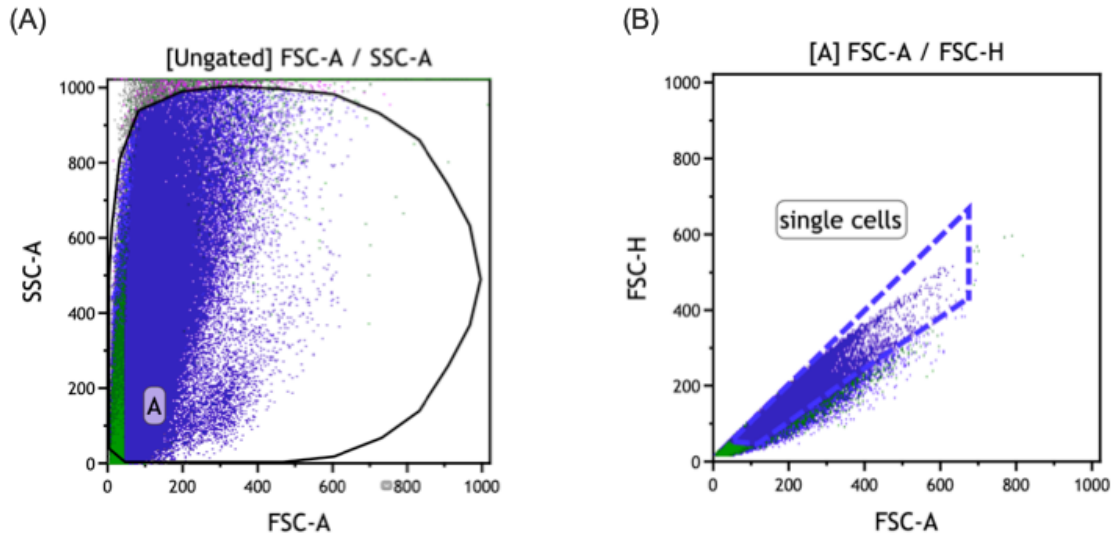 (A)
[Ungated] FSC-A / SSC-A
1000
800
600
400
200
0
SSC-A
A
0 200 400 600 800 1000
FSC-A
(B)
[A] FSC-A / FSC-H
1000
800
600
400
200
0
FSC-H
single cells
0 200 400 600 800 1000
FSC-A